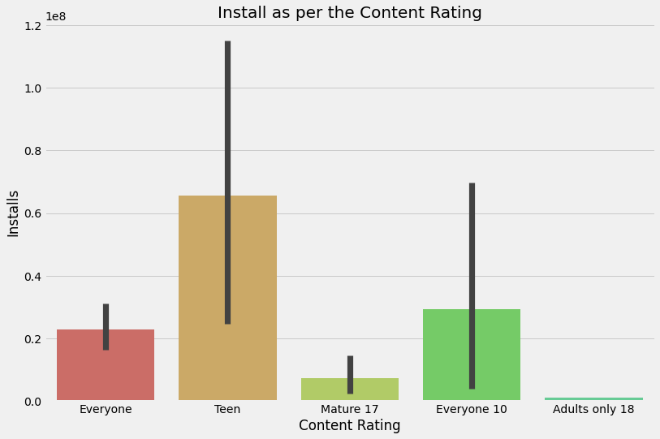 Install as per the Content Rating
1e8
1.2
1.0
0.8
0.6
0.4
0.2
0.0
Installs
Everyone Teen Mature 17 Everyone 10 Adults only 18
Content Rating